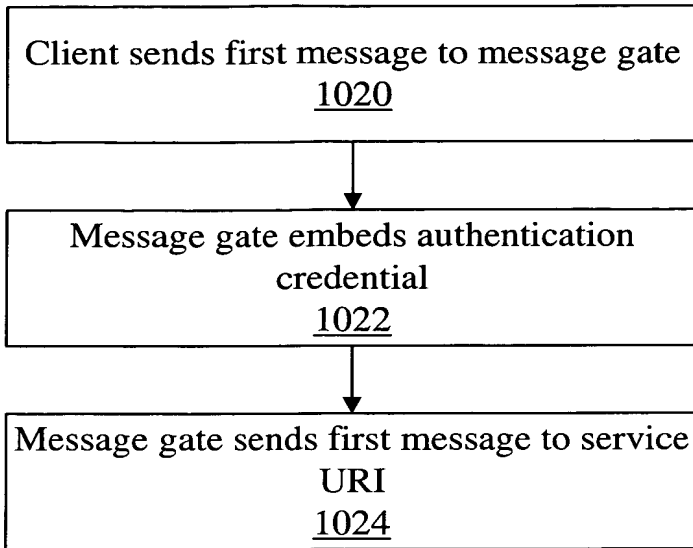 Client sends first message to message gate
1020
Message gate embeds authentication
credential
1022
Message gate sends first message to service
URI
1024